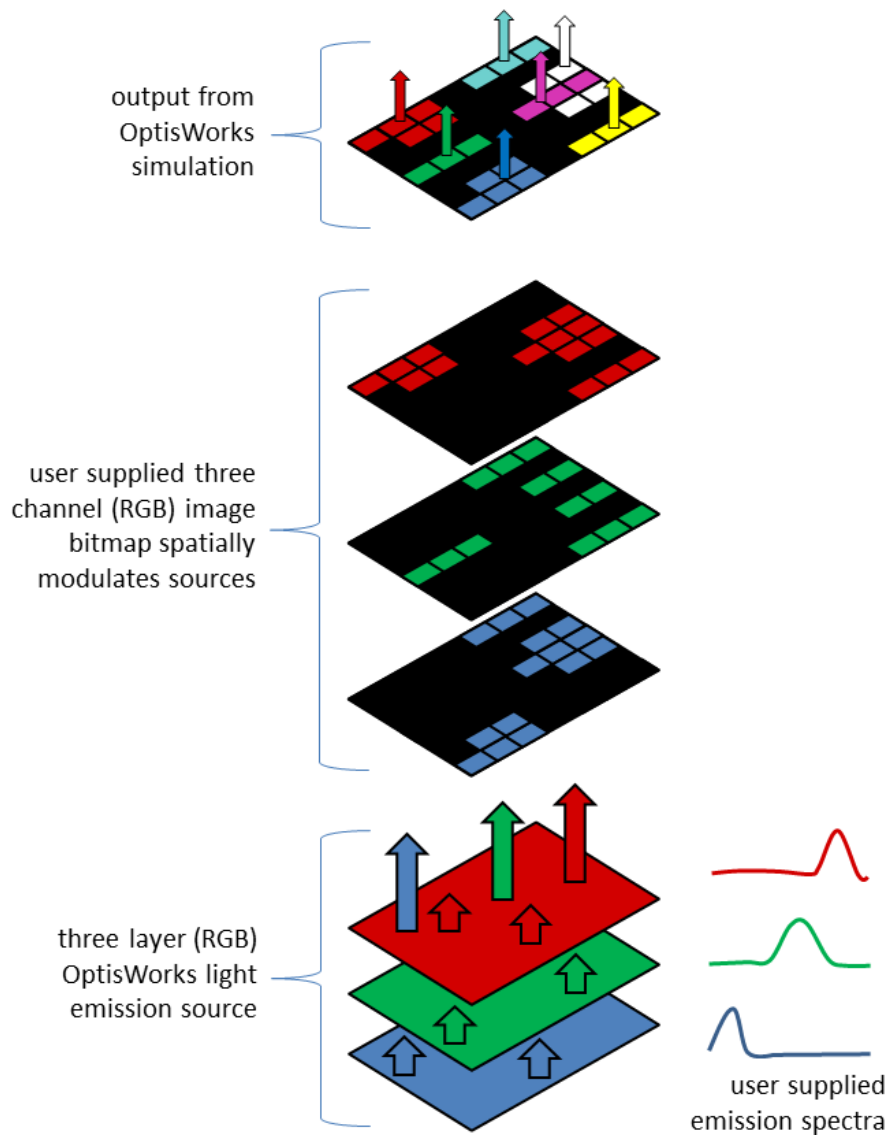 output from
OptisWorks
simulation
user supplied three
channel (RGB) image
bitmap spatially
modulates sources
three layer (RGB)
OptisWorks light
emission source
user supplied
emission spectra